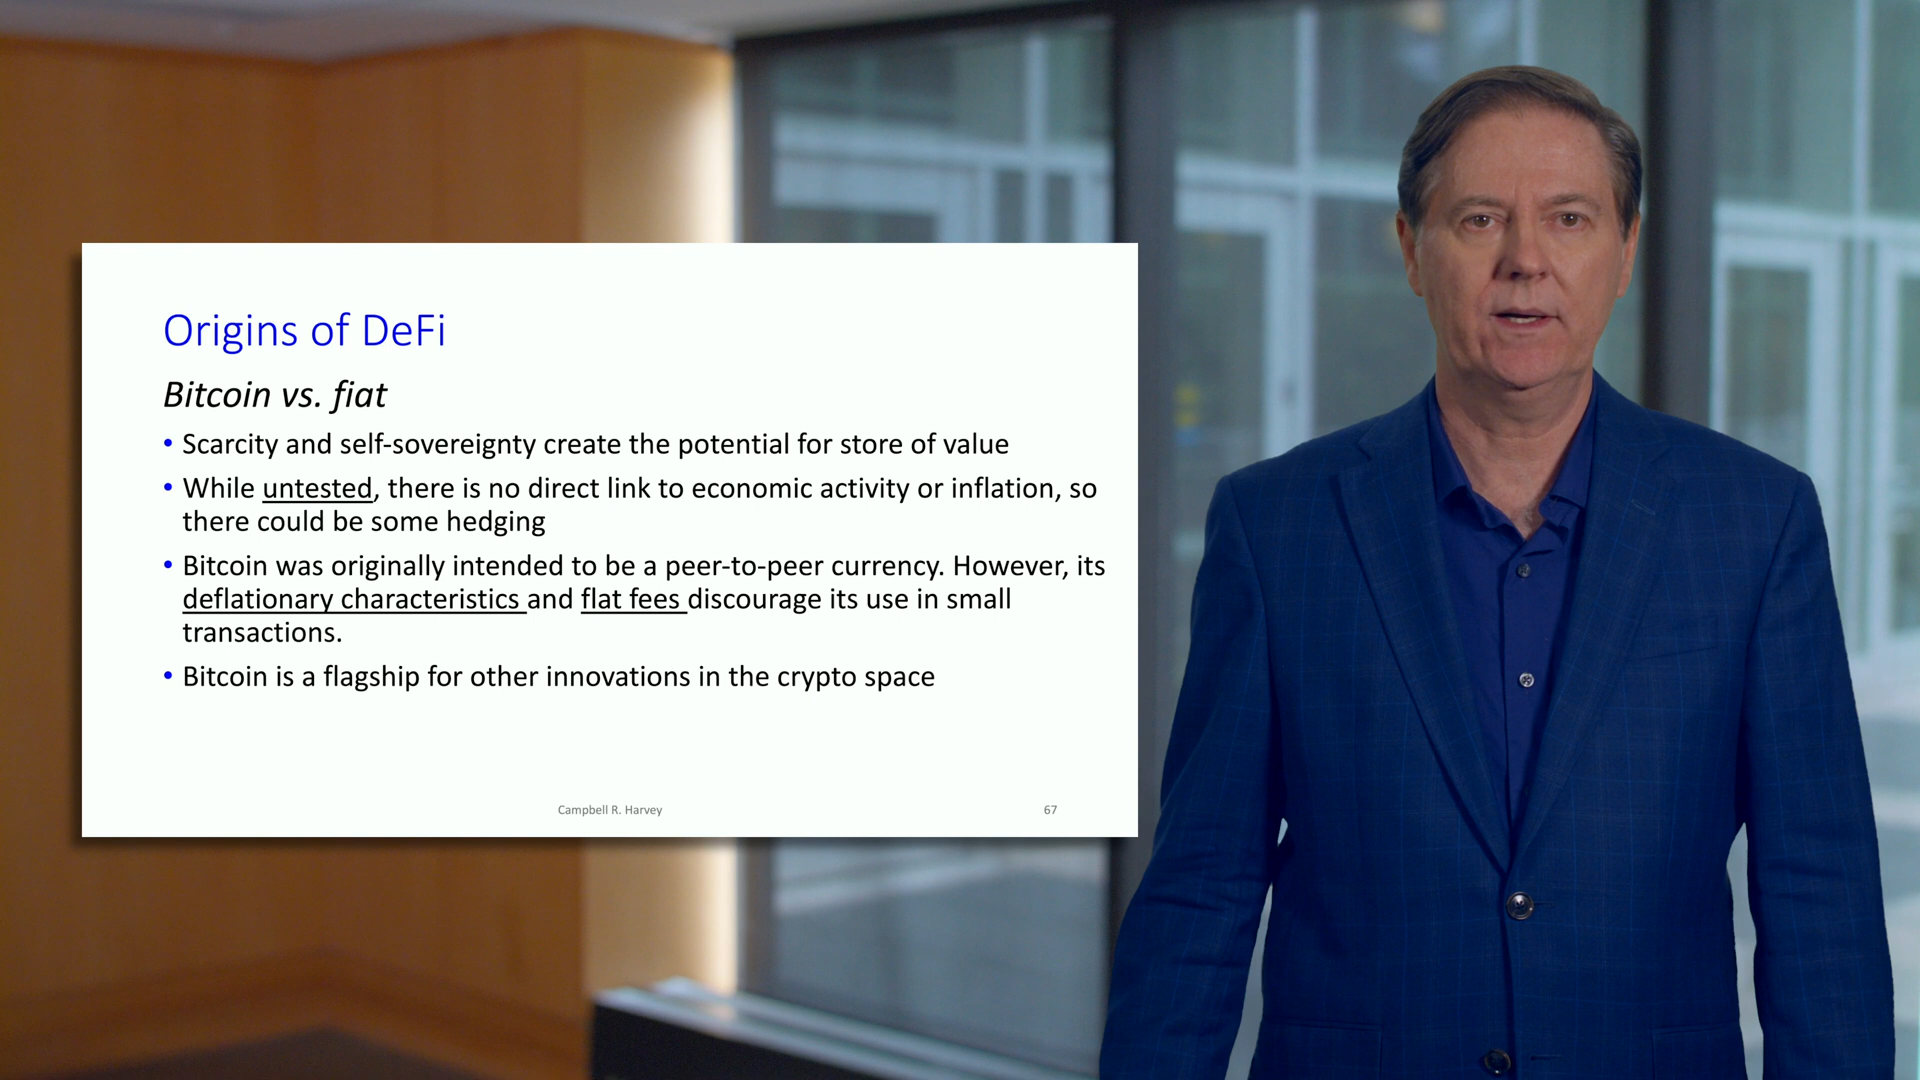 Origins of DeFi
Bitcoin vs. fiat
• Scarcity and self-sovereignty create the potential for store of value
• While untested, there is no direct link to economic activity or inflation, so
there could be some hedging
• Bitcoin was originally intended to be a peer-to-peer currency. However, its
deflationary characteristics and flat fees discourage its use in small
transactions.
• Bitcoin is a flagship for other innovations in the crypto space
Campbell R. Harvey
67